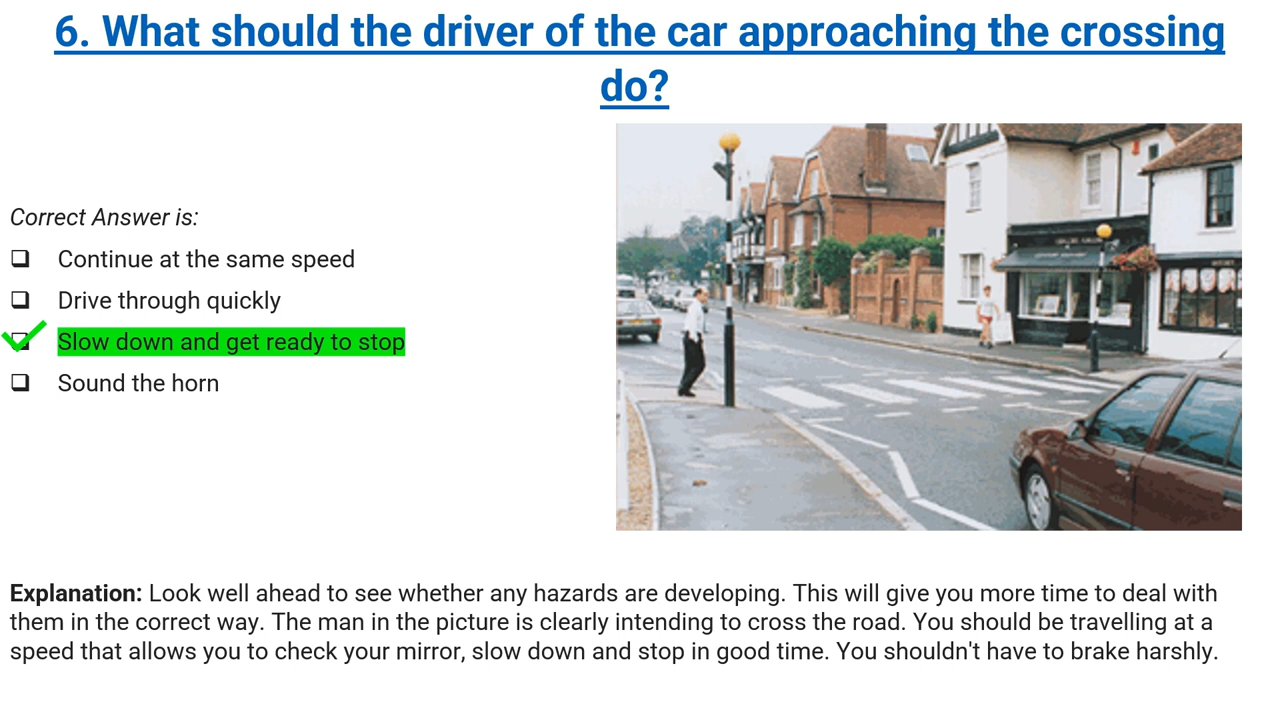 6. What should the driver of the car approaching the crossing
do?
Correct Answer is:
Continue at the same speed
Drive through quickly
Slow down and get ready to stop
Sound the horn
Explanation: Look well ahead to see whether any hazards are developing. This will give you more time to deal with
them in the correct way. The man in the picture is clearly intending to cross the road. You should be travelling at a
speed that allows you to check your mirror, slow down and stop in good time. You shouldn't have to brake harshly.